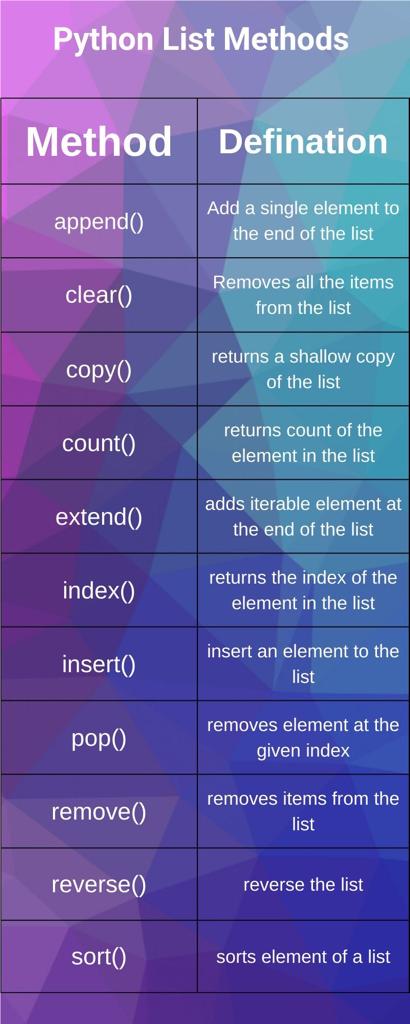 Python List Methods
Method
Defination
append()
Add a single element to
the end of the list
clear()
Removes all the items
from the list
copy()
returns a shallow copy
of the list
count()
returns count of the
element in the list
extend()
adds iterable element at
the end of the list
index()
returns the index of the
element in the list
insert()
insert an element to the
list
pop()
removes element at the
given index
remove()
removes items from the
list
reverse()
reverse the list
sort()
sorts element of a list